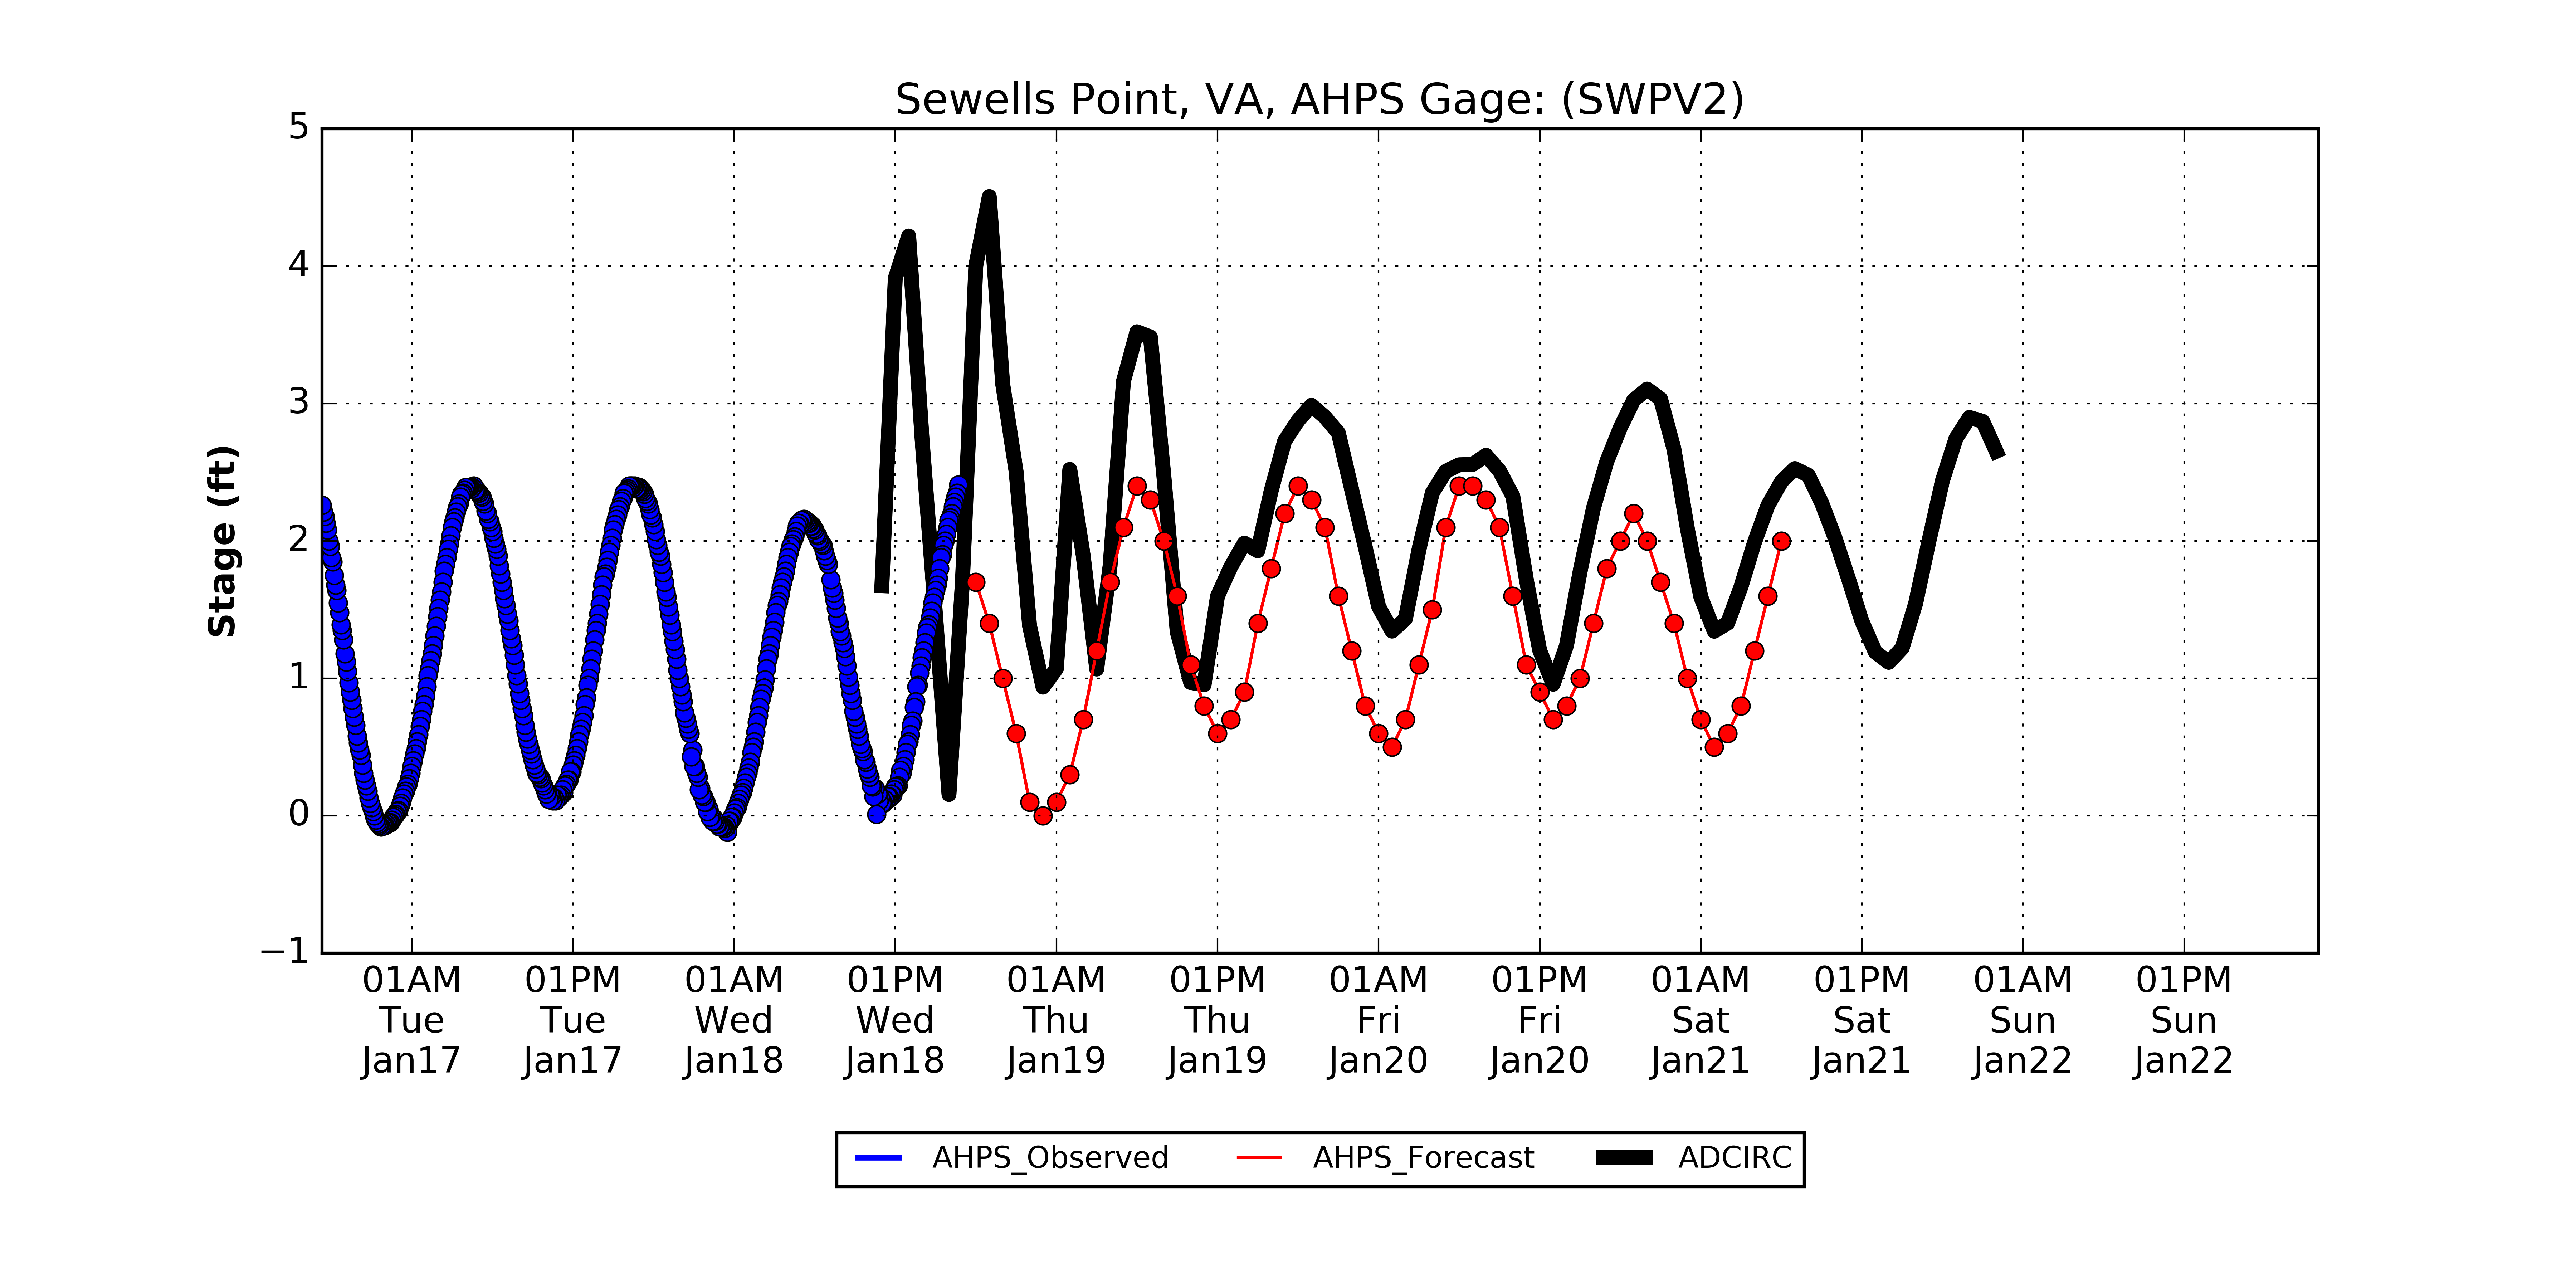 Sewells Point, VA, AHPS Gage: (SWPV2)
5
4
3
2
1
0
−1
Stage (ft)
01AM 01PM 01AM 01PM 01AM 01PM 01AM 01PM 01AM 01PM 01AM 01PM
Tue Tue Wed Wed Thu Thu Fri Fri Sat Sat Sun Sun
Jan17 Jan17 Jan18 Jan18 Jan19 Jan19 Jan20 Jan20 Jan21 Jan21 Jan22 Jan22
AHPS_Observed AHPS_Forecast ADCIRC